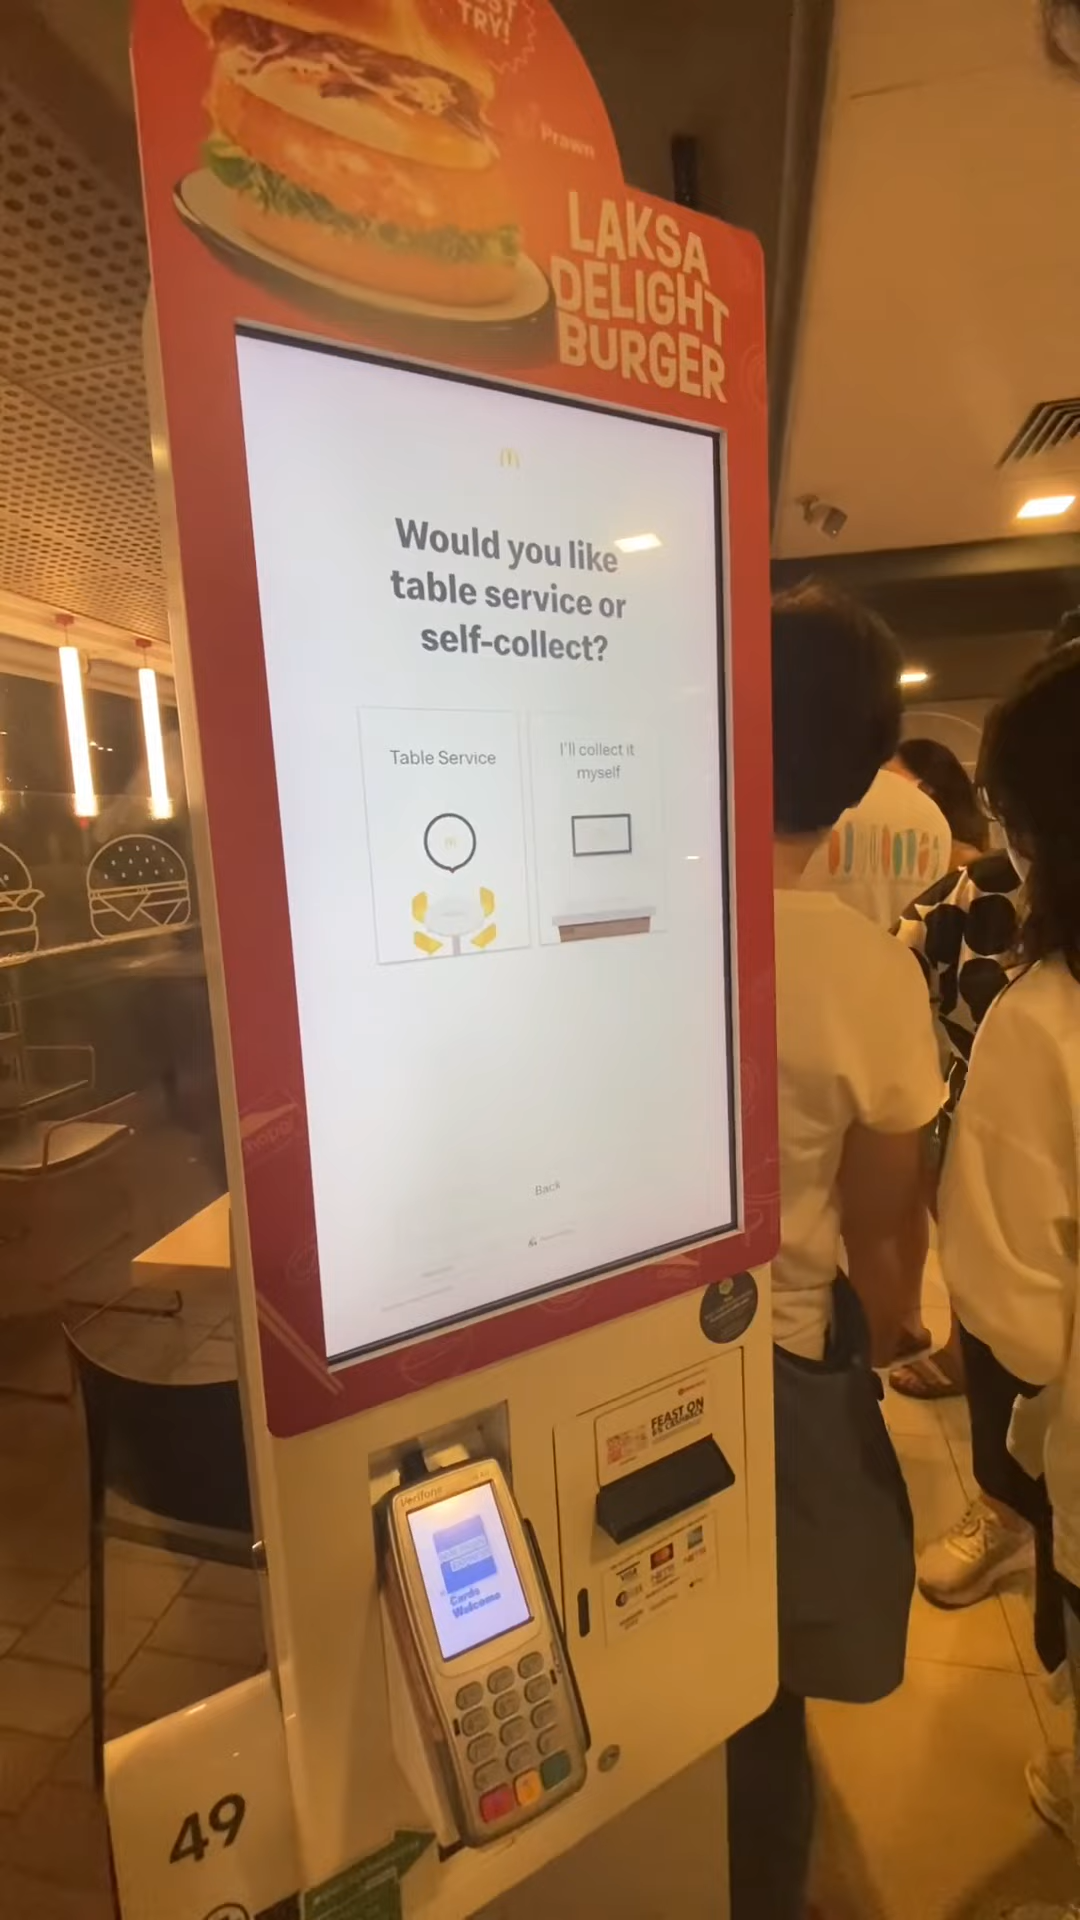 TRY!
Prawn
LAKSA
DELIGHT
BURGER
Would you like
table service or
self-collect?
Table Service
I'll collect it
myself
Back
FEAST ON
Verifone
Cards
Welcome
VISA
49